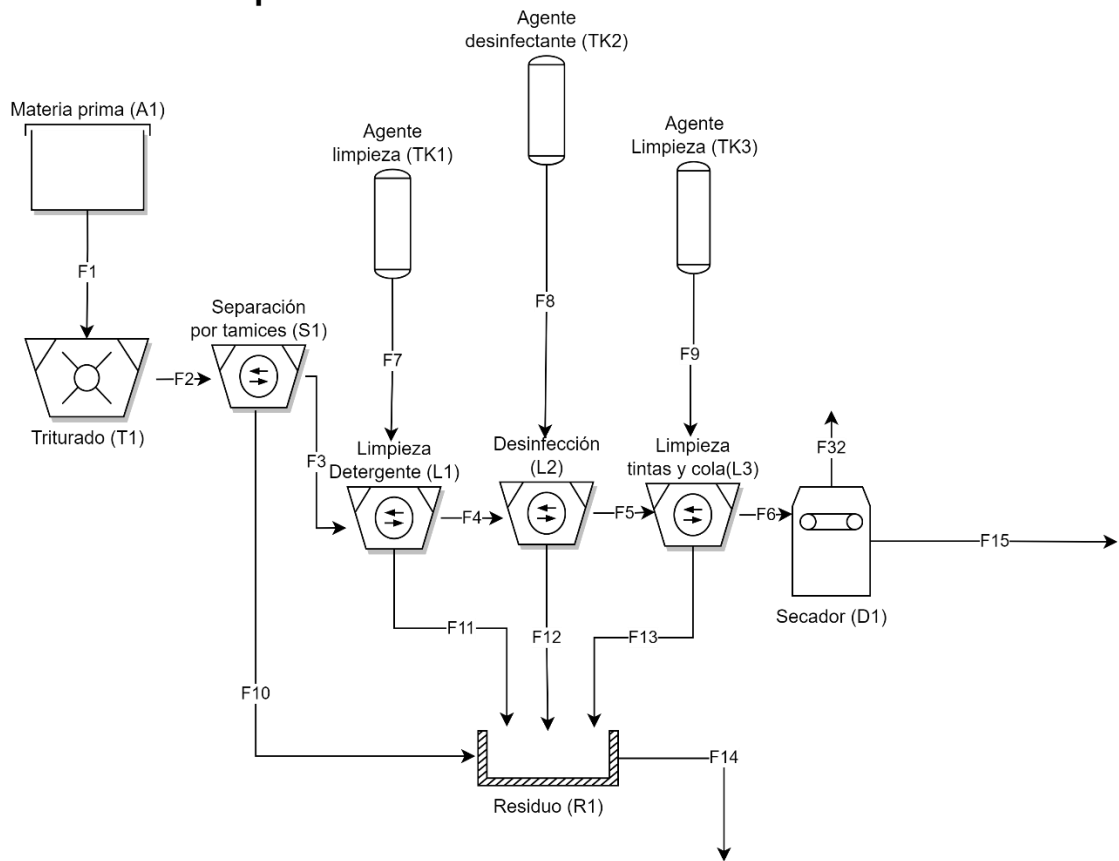 Agente
desinfectante (TK2)
Materia prima (A1)
Agente
limpieza (TK1)
Agente
Limpieza (TK3)
F1
F8
Separación
por tamices (S1)
F7
F9
F2
Triturado (T1)
Limpieza
Detergente (L1)
Desinfección
(L2)
Limpieza
tintas y cola(L3)
F32
F3
F4
F5
F6
F15
Secador (D1)
F11
F12
F13
F10
F14
Residuo (R1)